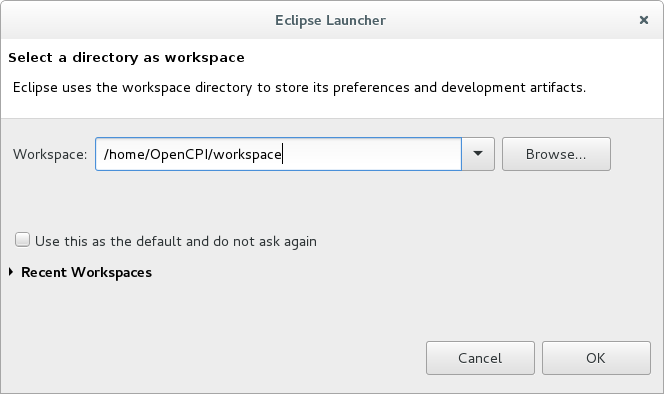 Eclipse Launcher
Select a directory as workspace
Eclipse uses the workspace directory to store its preferences and development artifacts.
Workspace: /home/OpenCPI/workspace Browse...
Use this as the default and do not ask again
Recent Workspaces
Cancel OK